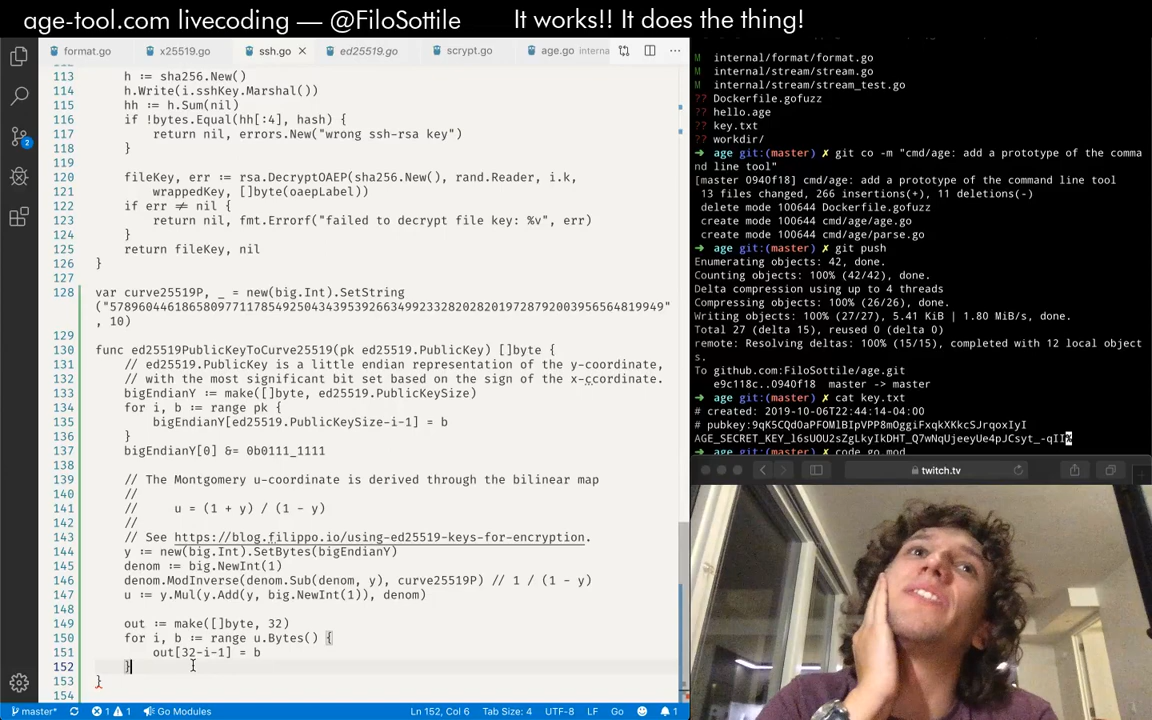 age-tool.com livecoding — @FiloSottile
It works!! It does the thing!
format.go
x25519.go
ssh.go
ed25519.go
scrypt.go
age.go interna
113 h := sha256.New()
114 h.Write(i.sshKey.Marshal())
115 hh := h.Sum(nil)
116 if !bytes.Equal(hh[:4], hash) {
117 return nil, errors.New("wrong ssh-rsa key")
118 }
119
120 fileKey, err := rsa.DecryptOAEP(sha256.New(), rand.Reader, i.k,
121 wrappedKey, []byte(oaepLabel))
122 if err ≠ nil {
123 return nil, fmt.Errorf("failed to decrypt file key: %v", err)
124 }
125 return fileKey, nil
126 }
127
128 var curve25519P, _ = new(big.Int).SetString
("57896044618658097711785492504343953926634992332820282019728792003956564819949"
, 10)
129
130 func ed25519PublicKeyToCurve25519(pk ed25519.PublicKey) []byte {
131 // ed25519.PublicKey is a little endian representation of the y-coordinate,
132 // with the most significant bit set based on the sign of the x-ccordinate.
133 bigEndianY := make([]byte, ed25519.PublicKeySize)
134 for i, b := range pk {
135 bigEndianY[ed25519.PublicKeySize-i-1] = b
136 }
137 bigEndianY[0] &= 0b0111_1111
138
139 // The Montgomery u-coordinate is derived through the bilinear map
140 //
141 // u = (1 + y) / (1 - y)
142 //
143 // See https://blog.filippo.io/using-ed25519-keys-for-encryption.
144 y := new(big.Int).SetBytes(bigEndianY)
145 denom := big.NewInt(1)
146 denom.ModInverse(denom.Sub(denom, y), curve25519P) // 1 / (1 - y)
147 u := y.Mul(y.Add(y, big.NewInt(1)), denom)
148
149 out := make([]byte, 32)
150 for i, b := range u.Bytes() {
151 out[32-i-1] = b
152 }
153 }
154
2
master*
1
1
Go Modules
Ln 152, Col 6
Tab Size: 4
UTF-8
LF
Go
1
M internal/format/format.go
M internal/stream/stream.go
M internal/stream/stream_test.go
?? Dockerfile.gofuzz
?? hello.age
?? key.txt
?? workdir/
➜ age git:(master) ✗ git co -m "cmd/age: add a prototype of the comma
nd line tool"
[master 0940f18] cmd/age: add a prototype of the command line tool
13 files changed, 266 insertions(+), 11 deletions(-)
delete mode 100644 Dockerfile.gofuzz
create mode 100644 cmd/age/age.go
create mode 100644 cmd/age/parse.go
➜ age git:(master) ✗ git push
Enumerating objects: 42, done.
Counting objects: 100% (42/42), done.
Delta compression using up to 4 threads
Compressing objects: 100% (26/26), done.
Writing objects: 100% (27/27), 5.41 KiB | 1.80 MiB/s, done.
Total 27 (delta 15), reused 0 (delta 0)
remote: Resolving deltas: 100% (15/15), completed with 12 local object
s.
To github.com:FiloSottile/age.git
e9c118c..0940f18 master -> master
➜ age git:(master) ✗ cat key.txt
# created: 2019-10-06T22:44:14-04:00
# pubkey:9qK5CQdOaPFOMlBIpVPP8mOggiFxqkXKkcSJrqoxIyI
AGE_SECRET_KEY_l6sUOU2sZgLkyIkDHT_Q7wNqUjeeyUe4pJCsyt_-qII%
➜ age git:(master) ✗ code go.mod
twitch.tv